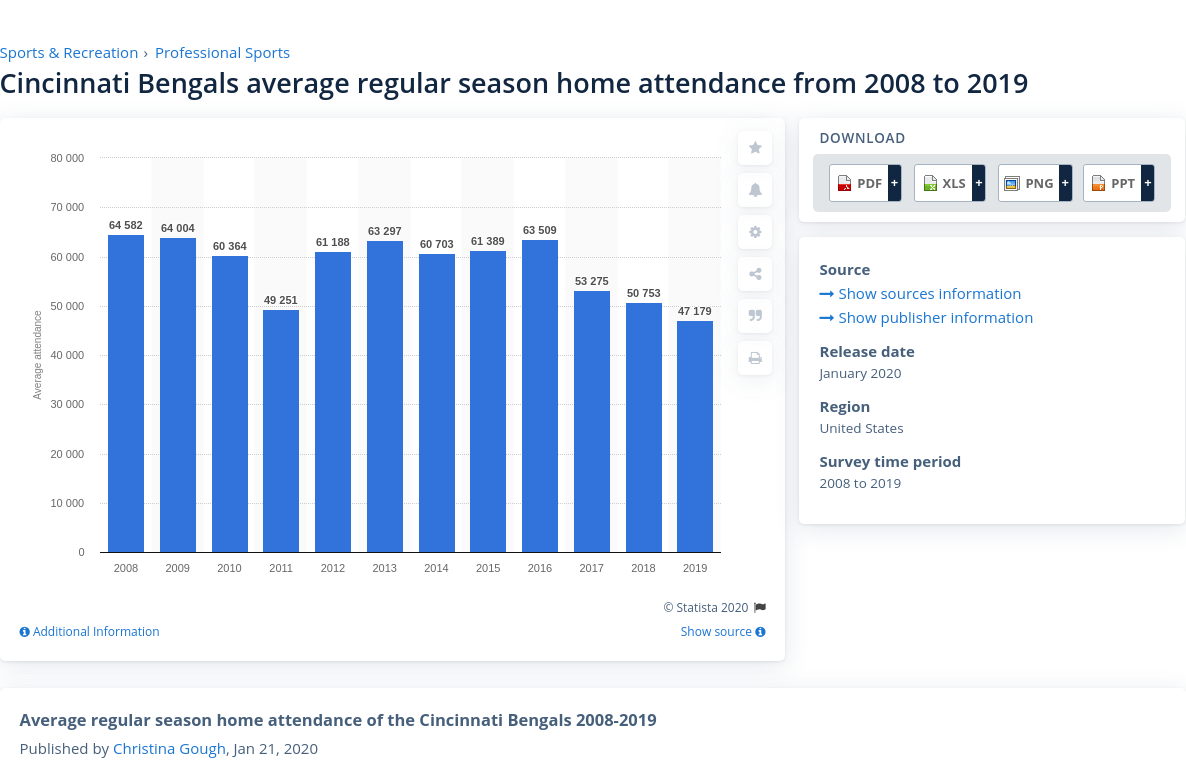 Sports & Recreation › Professional Sports
Cincinnati Bengals average regular season home attendance from 2008 to 2019
80 000
70 000
60 000
50 000
40 000
30 000
20 000
10 000
0
Average attendance
64 582
64 004
60 364
49 251
61 188
63 297
60 703
61 389
63 509
53 275
50 753
47 179
2008 2009 2010 2011 2012 2013 2014 2015 2016 2017 2018 2019
© Statista 2020
Additional Information
Show source
DOWNLOAD
PDF + XLS + PNG + PPT +
Source
Show sources information
Show publisher information
Release date
January 2020
Region
United States
Survey time period
2008 to 2019
Average regular season home attendance of the Cincinnati Bengals 2008-2019
Published by Christina Gough, Jan 21, 2020